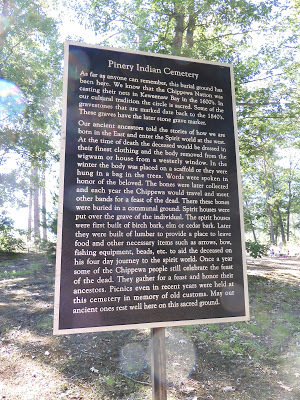 Pinery Indian Cemetery
As far as anyone can remember, this burial ground has
been here. We know that the Chippewa Nation was
casting their nets in Keweenaw Bay in the 1600's. In
our cultural tradition the circle is sacred. Some of the
gravestones that are marked date back to the 1840's.
These graves have the later stone grave marker.
Our ancient ancestors told the stories of how we are
born in the East and enter the Spirit world at the west.
At the time of death the deceased would be dressed in
their finest clothing and the body removed from the
wigwam or house from a westerly window. In the
winter the body was placed on a scaffold or they were
hung in a bag in the trees. Words were spoken in
honor of the beloved. The bones were later collected
and each year the Chippewa would travel and meet
other bands for a feast of the dead. There these bones
were buried in a communal ground. Spirit houses were
put over the grave of the individual. The spirit houses
were first built of birch bark, elm or cedar bark. Later
they were built of lumber to provide a place to leave
food and other necessary items such as arrows, bow,
fishing equipment, beads, etc. to aid the deceased on
his four day journey to the spirit world. Once a year
some of the Chippewa people still celebrate the feast
of the dead. They gather for a feast and honor their
ancestors. Picnics even in recent years were held at
this cemetery in memory of old customs. May our
ancient ones rest well here on this sacred ground.